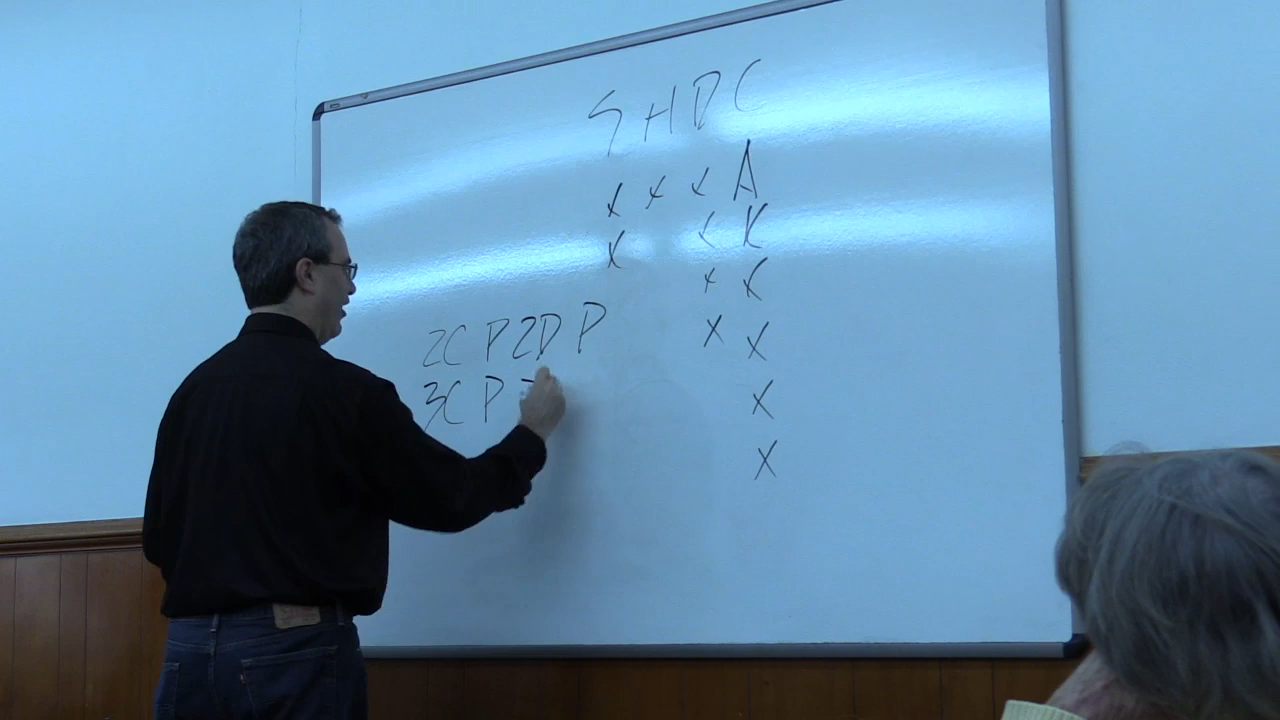 S H D C
x x x A
x x K
x x
2C P 2D P
x x
3C P
x
x